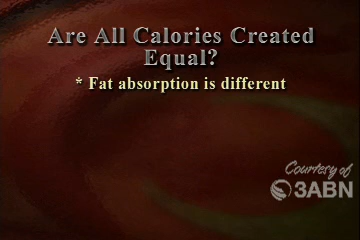 Are All Calories Created
Equal?
* Fat absorption is different
Courtesy of
3ABN